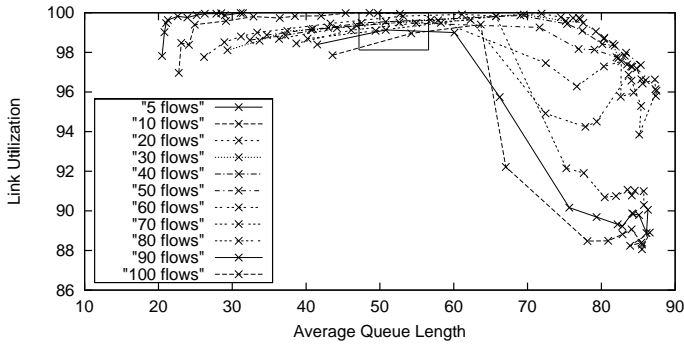 100
98
96
94
92
90
88
86
Link Utilization
"5 flows"
"10 flows"
"20 flows"
"30 flows"
"40 flows"
"50 flows"
"60 flows"
"70 flows"
"80 flows"
"90 flows"
"100 flows"
10 20 30 40 50 60 70 80 90
Average Queue Length